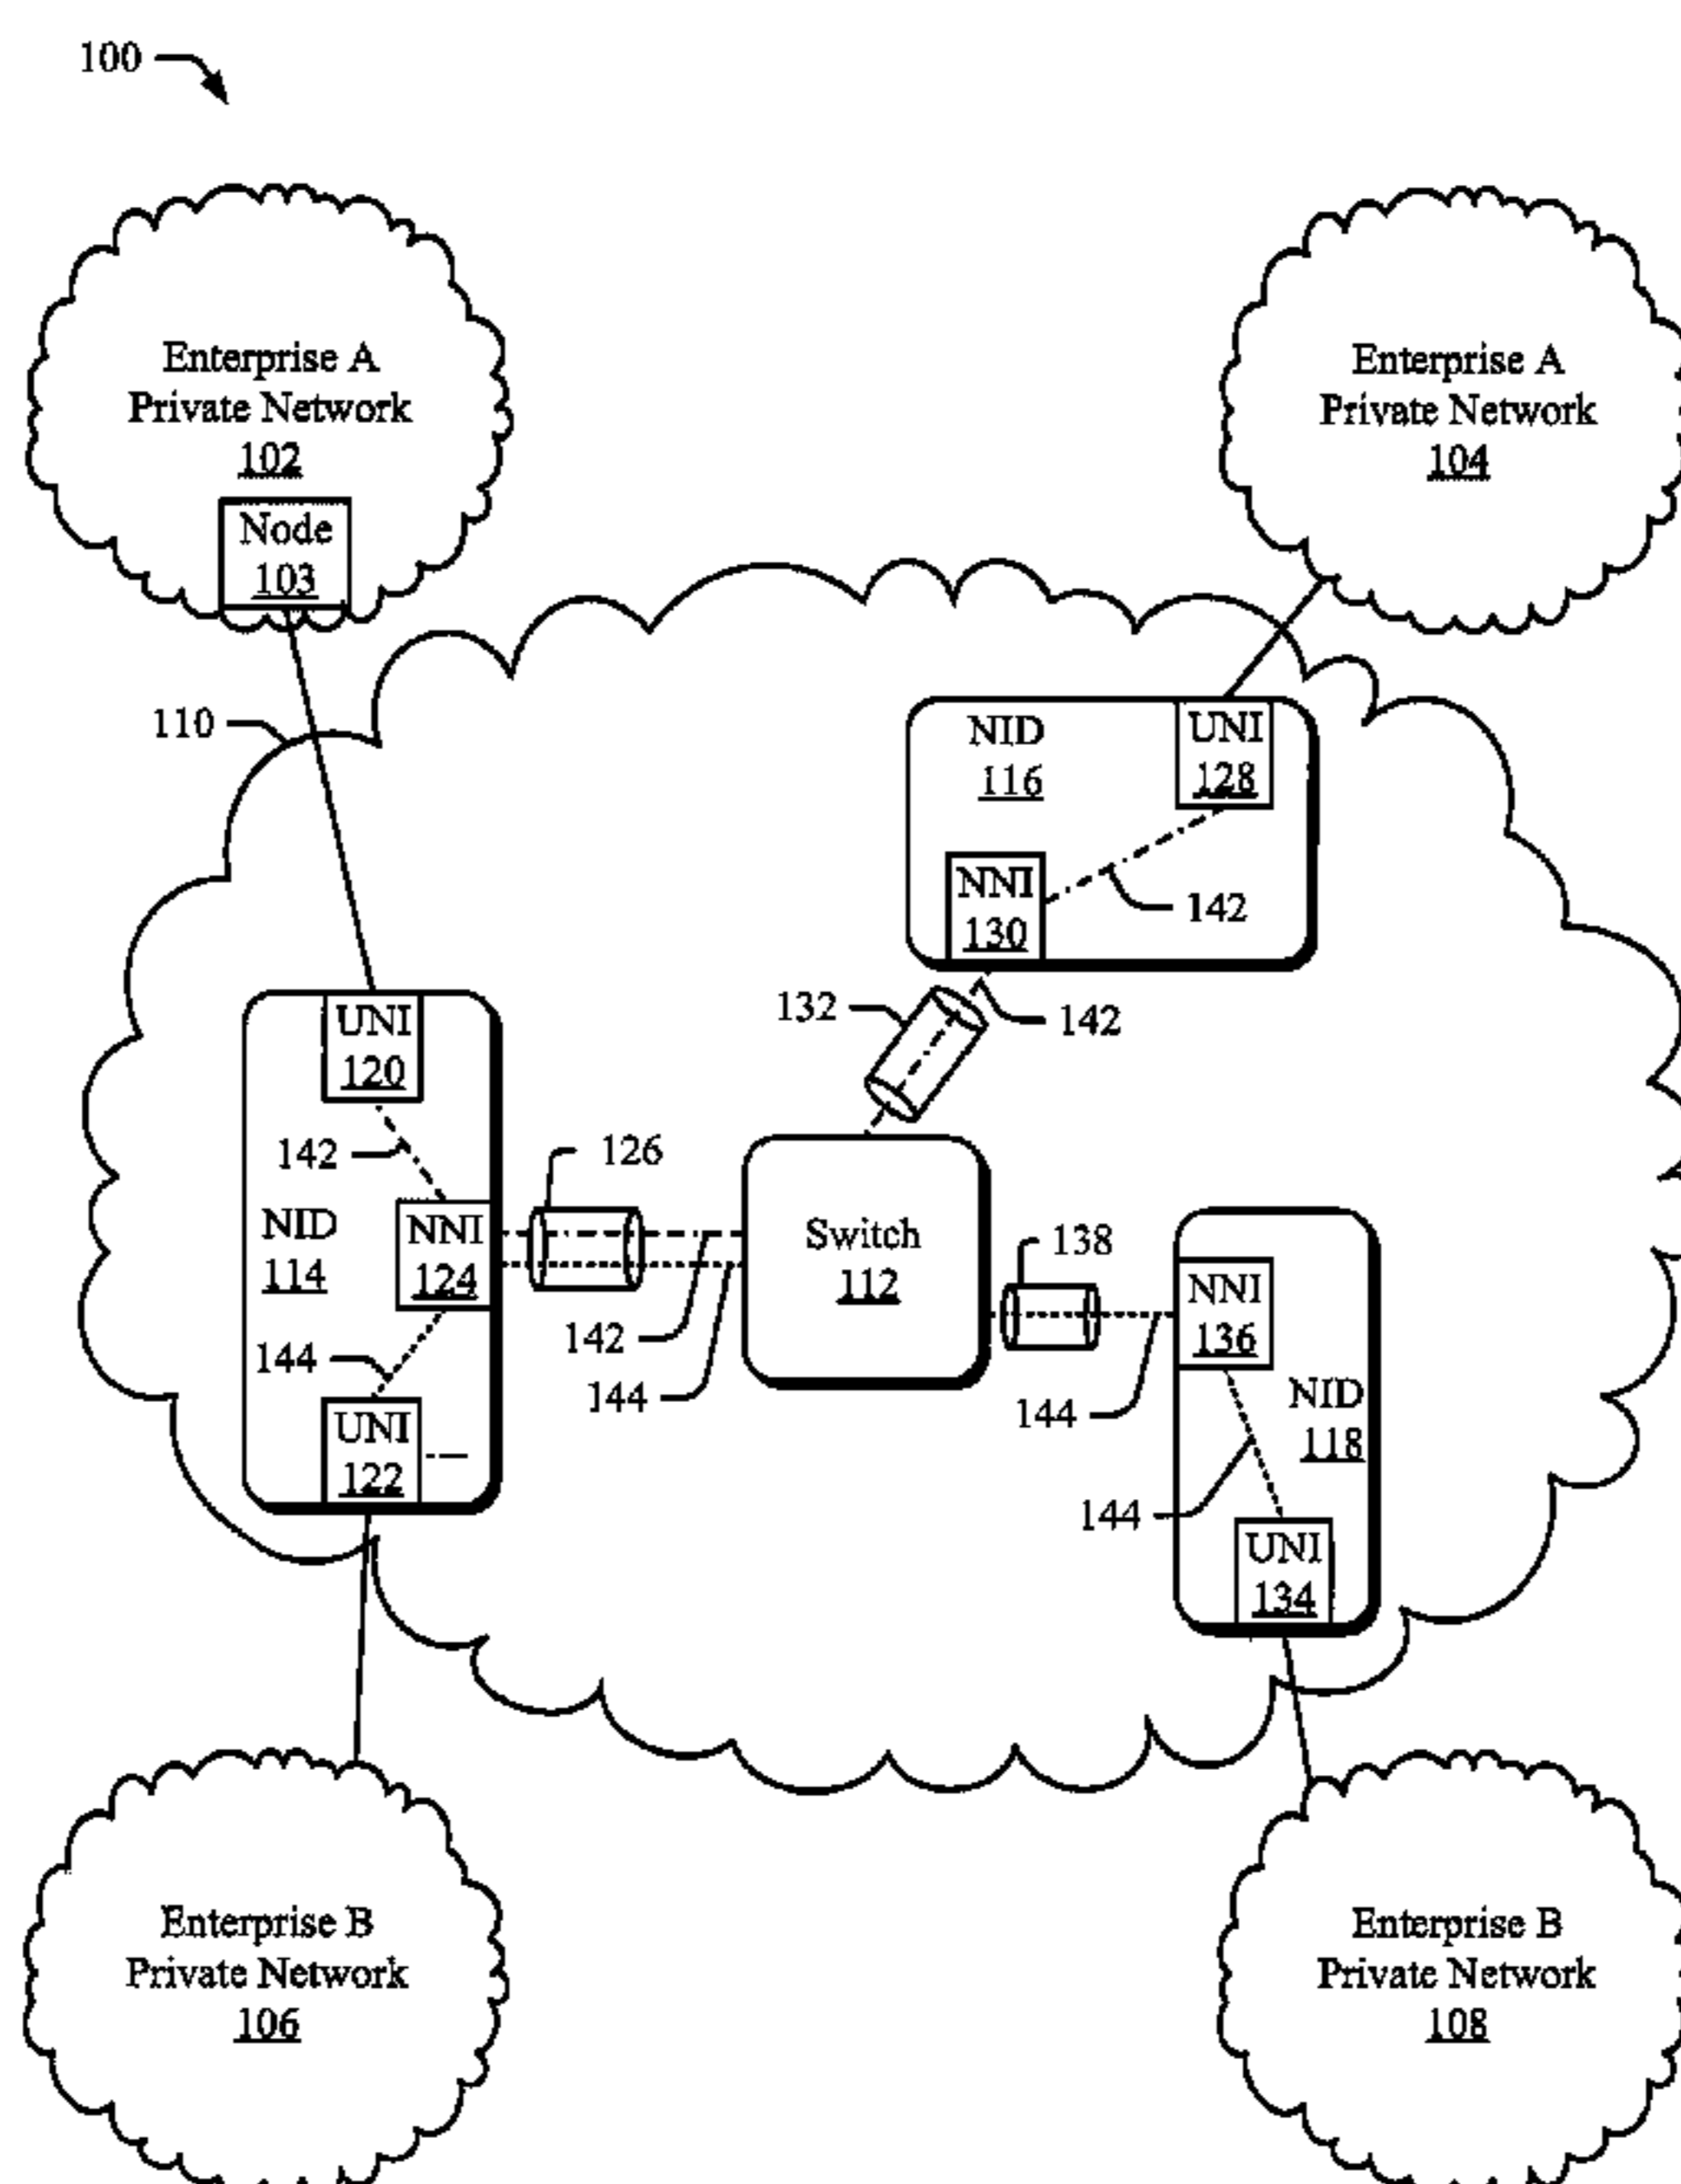 100
Enterprise A
Private Network
102
Node
103
Enterprise A
Private Network
104
110
NID
116
UNI
128
NNI
130
142
132
142
UNI
120
142
NID
114
NNI
124
126
142
144
144
UNI
122
Switch
112
138
NNI
136
144
NID
118
144
UNI
134
Enterprise B
Private Network
106
Enterprise B
Private Network
108